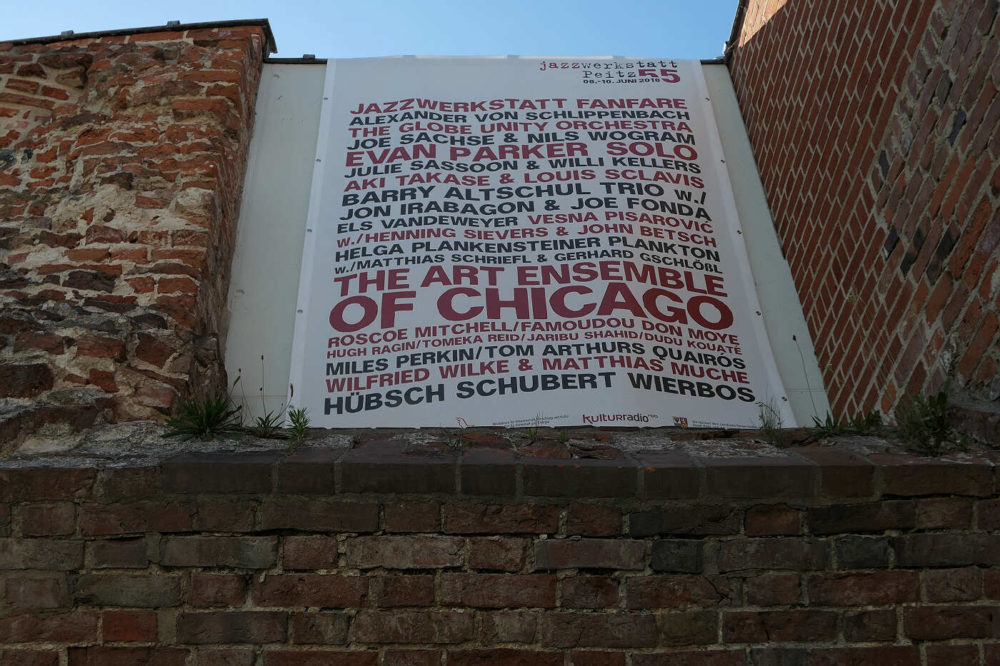 jazzwerkstatt
Peitz 55
08.-10. JUNI 2018
JAZZWERKSTATT FANFARE
ALEXANDER VON SCHLIPPENBACH
THE GLOBE UNITY ORCHESTRA
JOE SACHSE & NILS WOGRAM
EVAN PARKER SOLO
JULIE SASSOON & WILLI KELLERS
AKI TAKASE & LOUIS SCLAVIS
BARRY ALTSCHUL TRIO w./
JON IRABAGON & JOE FONDA
ELS VANDEWEYER VESNA PISAROVIĆ
w./HENNING SIEVERS & JOHN BETSCH
HELGA PLANKENSTEINER PLANKTON
w./MATTHIAS SCHRIEFL & GERHARD GSCHLÖßL
THE ART ENSEMBLE
OF CHICAGO
ROSCOE MITCHELL/FAMOUDOU DON MOYE
HUGH RAGIN/TOMEKA REID/JARIBU SHAHID/DUDU KOUATE
MILES PERKIN/TOM ARTHURS QUAIRÓS
WILFRIED WILKE & MATTHIAS MUCHE
HÜBSCH SCHUBERT WIERBOS
kulturradio